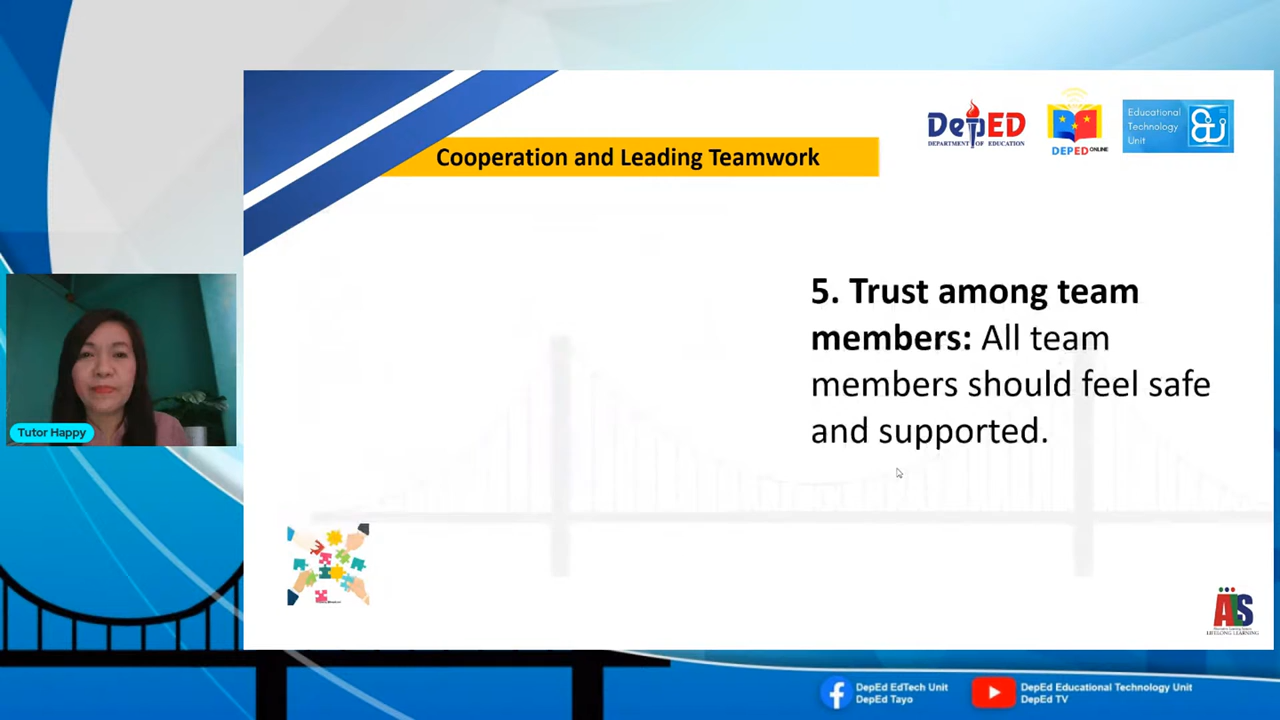 DepED
DEPARTMENT OF EDUCATION
DEPED ONLINE
Educational
Technology
Unit
Cooperation and Leading Teamwork
5. Trust among team
members: All team
members should feel safe
and supported.
Tutor Happy
ALS
LIFELONG LEARNING
DepEd EdTech Unit
DepEd Tayo
DepEd Educational Technology Unit
DepEd TV